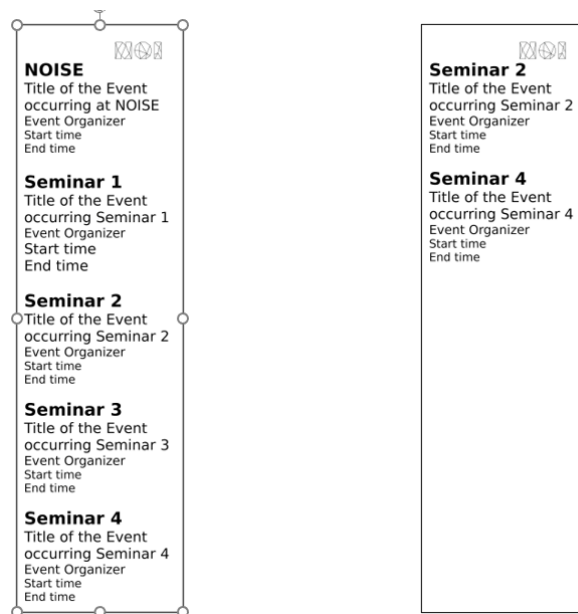 NOISE
Title of the Event
occurring at NOISE
Event Organizer
Start time
End time
Seminar 1
Title of the Event
occurring Seminar 1
Event Organizer
Start time
End time
Seminar 2
Title of the Event
occurring Seminar 2
Event Organizer
Start time
End time
Seminar 3
Title of the Event
occurring Seminar 3
Event Organizer
Start time
End time
Seminar 4
Title of the Event
occurring Seminar 4
Event Organizer
Start time
End time
Seminar 2
Title of the Event
occurring Seminar 2
Event Organizer
Start time
End time
Seminar 4
Title of the Event
occurring Seminar 4
Event Organizer
Start time
End time